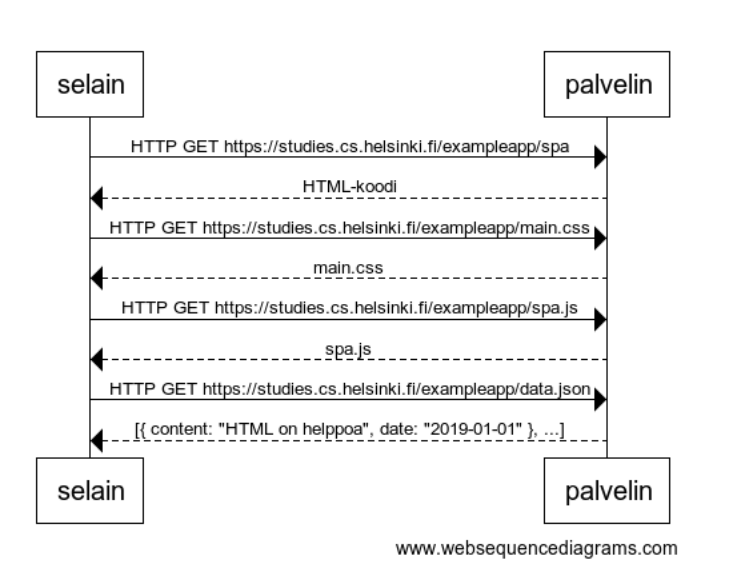 selain
palvelin
HTTP GET https://studies.cs.helsinki.fi/exampleapp/spa
HTML-koodi
HTTP GET https://studies.cs.helsinki.fi/exampleapp/main.css
main.css
HTTP GET https://studies.cs.helsinki.fi/exampleapp/spa.js
spa.js
HTTP GET https://studies.cs.helsinki.fi/exampleapp/data.json
[{ content: "HTML on helppoa", date: "2019-01-01" }, ...]
selain
palvelin
www.websequencediagrams.com